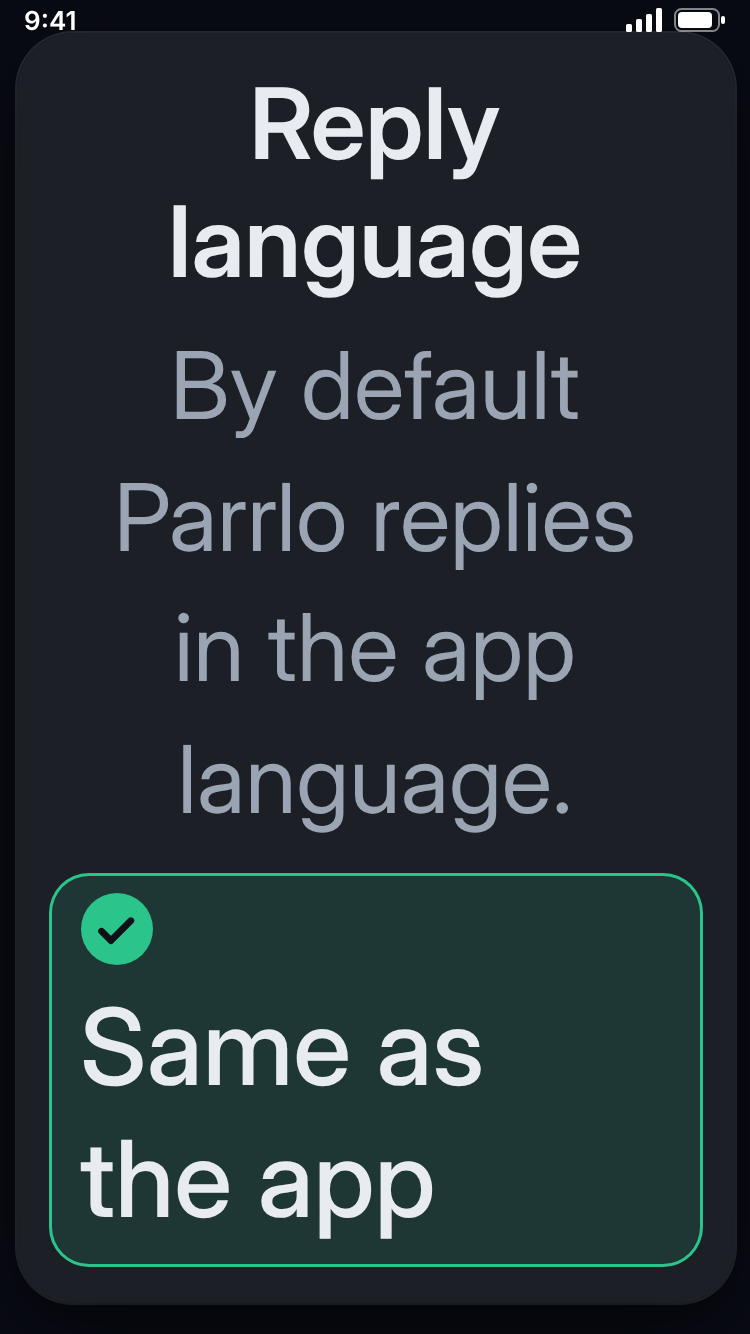 9:41
Reply
language
By default
Parrlo replies
in the app
language.
Same as
the app